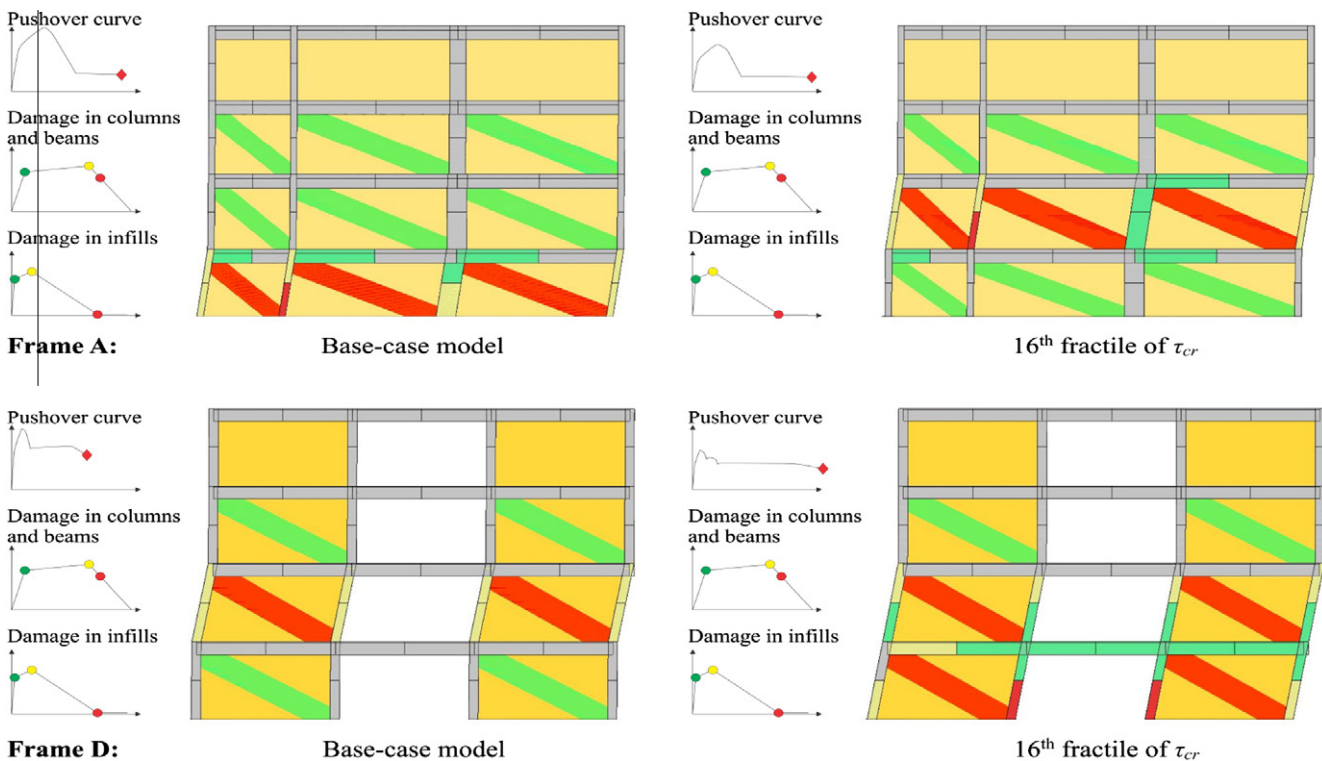 Pushover curve
Damage in columns
and beams
Damage in infills
Frame A:
Base-case model
Pushover curve
Damage in columns
and beams
Damage in infills
16th fractile of τcr
Pushover curve
Damage in columns
and beams
Damage in infills
Frame D:
Base-case model
Pushover curve
Damage in columns
and beams
Damage in infills
16th fractile of τcr